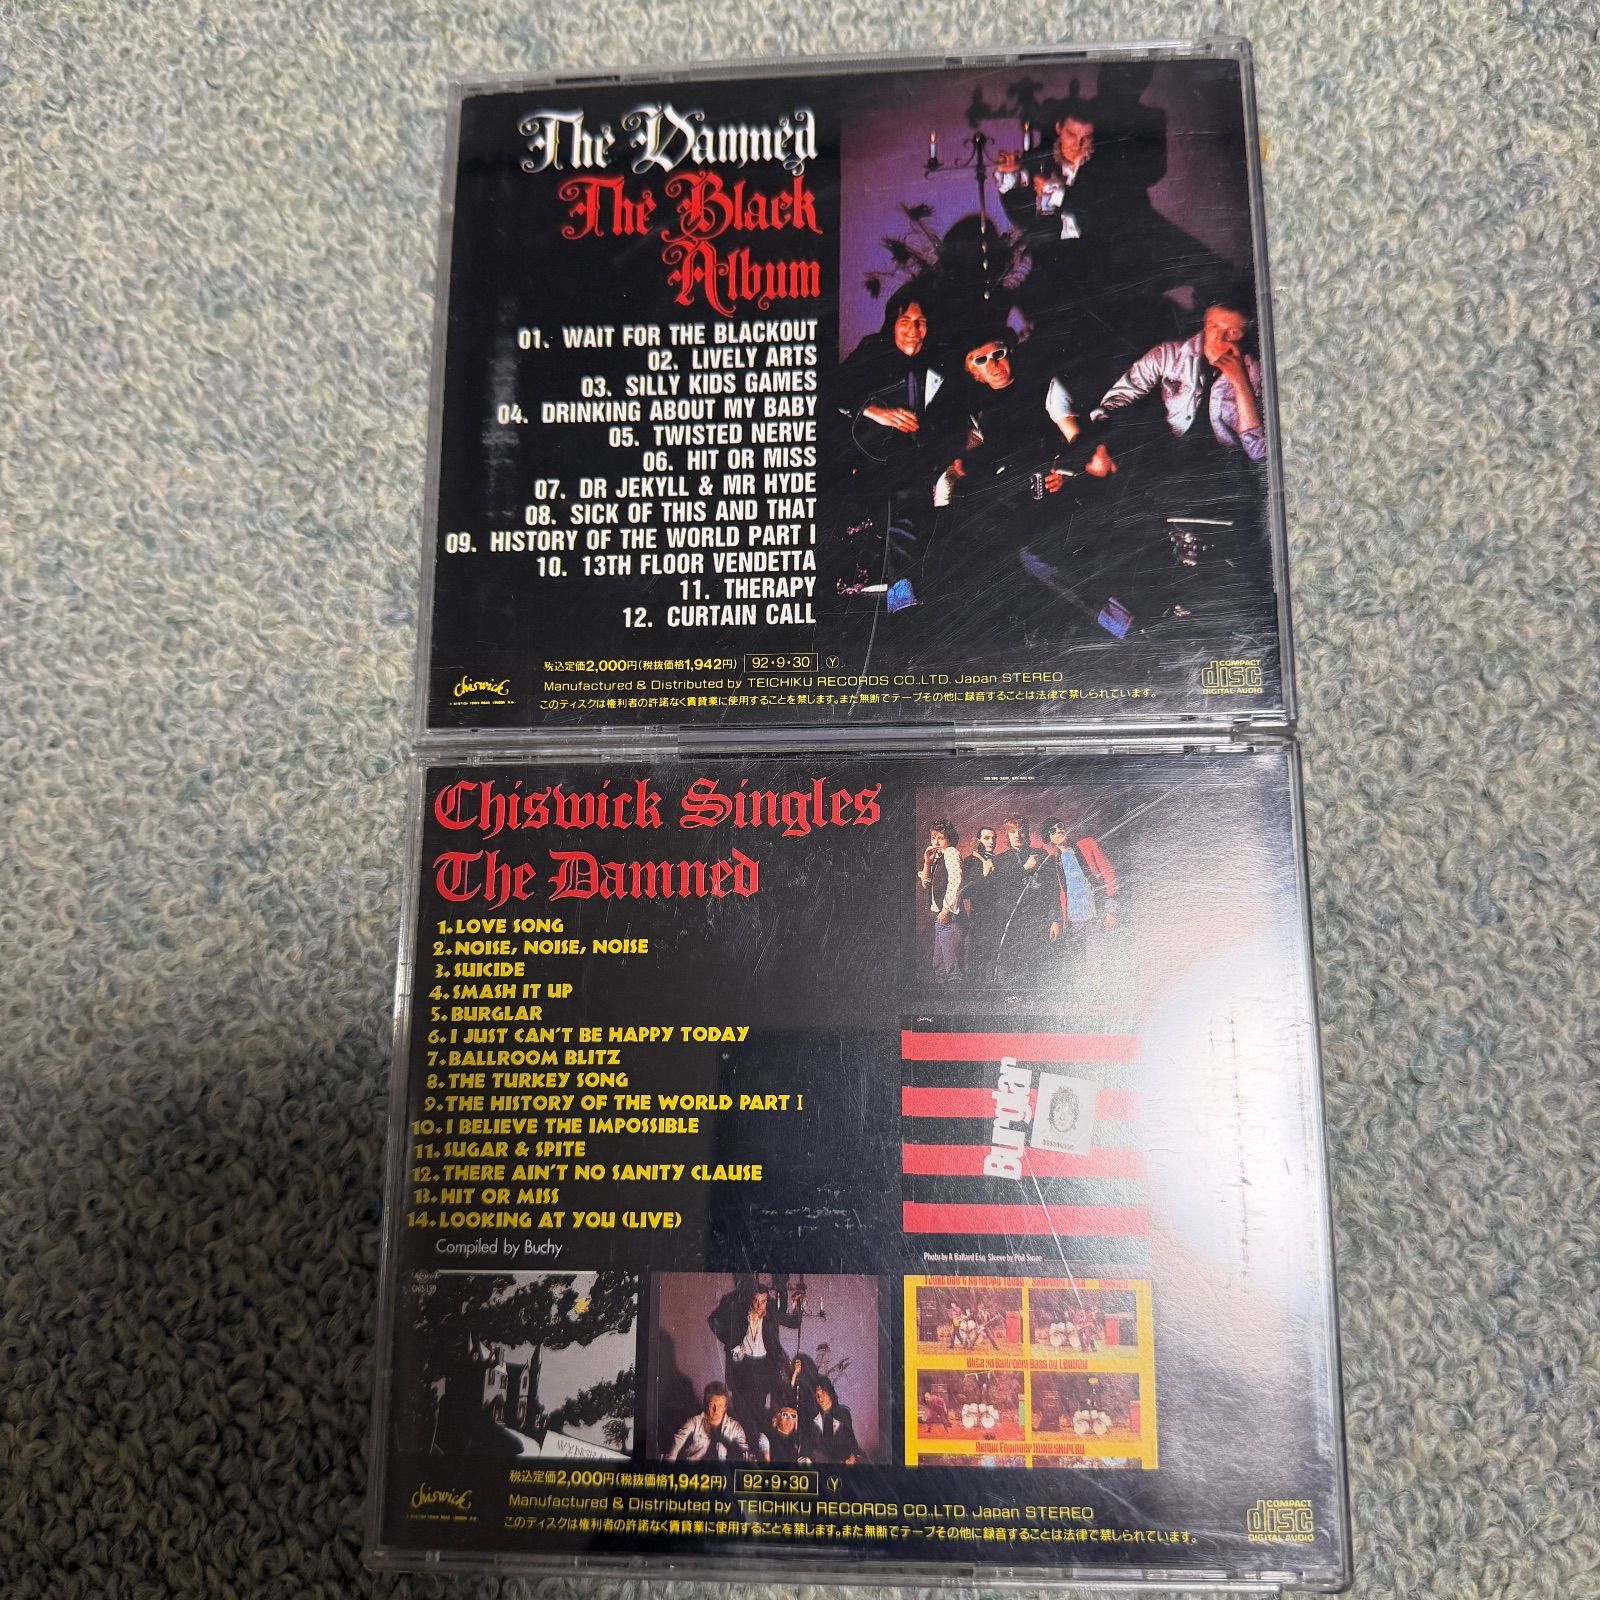 The Damned
The Black
Album
01. WAIT FOR THE BLACKOUT
02. LIVELY ARTS
03. SILLY KIDS GAMES
04. DRINKING ABOUT MY BABY
05. TWISTED NERVE
06. HIT OR MISS
07. DR JEKYLL & MR HYDE
08. SICK OF THIS AND THAT
09. HISTORY OF THE WORLD PART I
10. 13TH FLOOR VENDETTA
11. THERAPY
12. CURTAIN CALL
税込定価2,000円(税抜価格1,942円) 92・9・30 Y
chiswick
Manufactured & Distributed by TEICHIKU RECORDS CO.,LTD. Japan STEREO
このディスクは権利者の許諾なく賃貸業に使用することを禁じます。また無断でテープその他に録音することは法律で禁じられています。
COMPACT
disc
DIGITAL AUDIO
Chiswick Singles
The Damned
1. LOVE SONG
2. NOISE, NOISE, NOISE
3. SUICIDE
4. SMASH IT UP
5. BURGLAR
6. I JUST CAN'T BE HAPPY TODAY
7. BALLROOM BLITZ
8. THE TURKEY SONG
9. THE HISTORY OF THE WORLD PART I
10. I BELIEVE THE IMPOSSIBLE
11. SUGAR & SPITE
12. THERE AIN'T NO SANITY CLAUSE
13. HIT OR MISS
14. LOOKING AT YOU (LIVE)
Compiled by Buchy
Burglar
Photo by A Ballard Esq. Sleeve by Phil Smee
CHIS 139
Blitz on Ballroom Bass by LEMMY
税込定価2,000円(税抜価格1,942円) 92・9・30 Y
chiswick
Manufactured & Distributed by TEICHIKU RECORDS CO.,LTD. Japan STEREO
このディスクは権利者の許諾なく賃貸業に使用することを禁じます。また無断でテープその他に録音することは法律で禁じられています。
COMPACT
disc
DIGITAL AUDIO